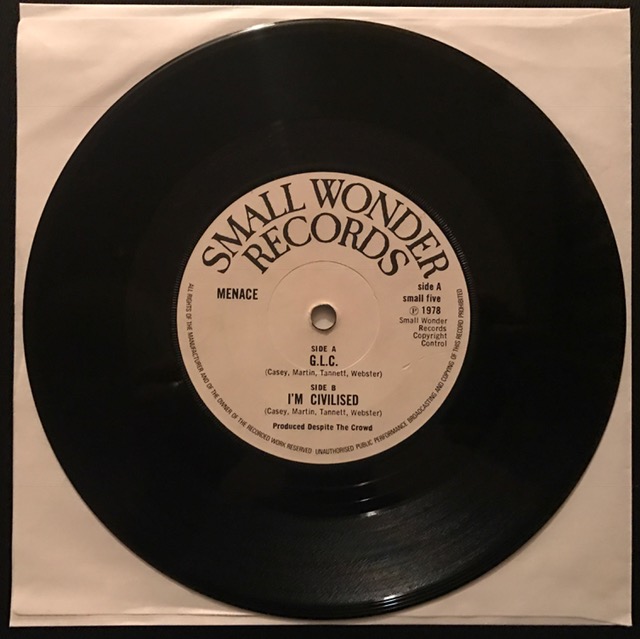 SMALL WONDER
RECORDS
MENACE
side A
small five
℗ 1978
Small Wonder
Records
Copyright
Control
SIDE A
G.L.C.
(Casey, Martin, Tannett, Webster)
SIDE B
I'M CIVILISED
(Casey, Martin, Tannett, Webster)
Produced Despite The Crowd
ALL RIGHTS OF THE MANUFACTURER AND OF THE OWNER OF THE RECORDED WORK RESERVED UNAUTHORISED PUBLIC PERFORMANCE BROADCASTING AND COPYING OF THIS RECORD PROHIBITED